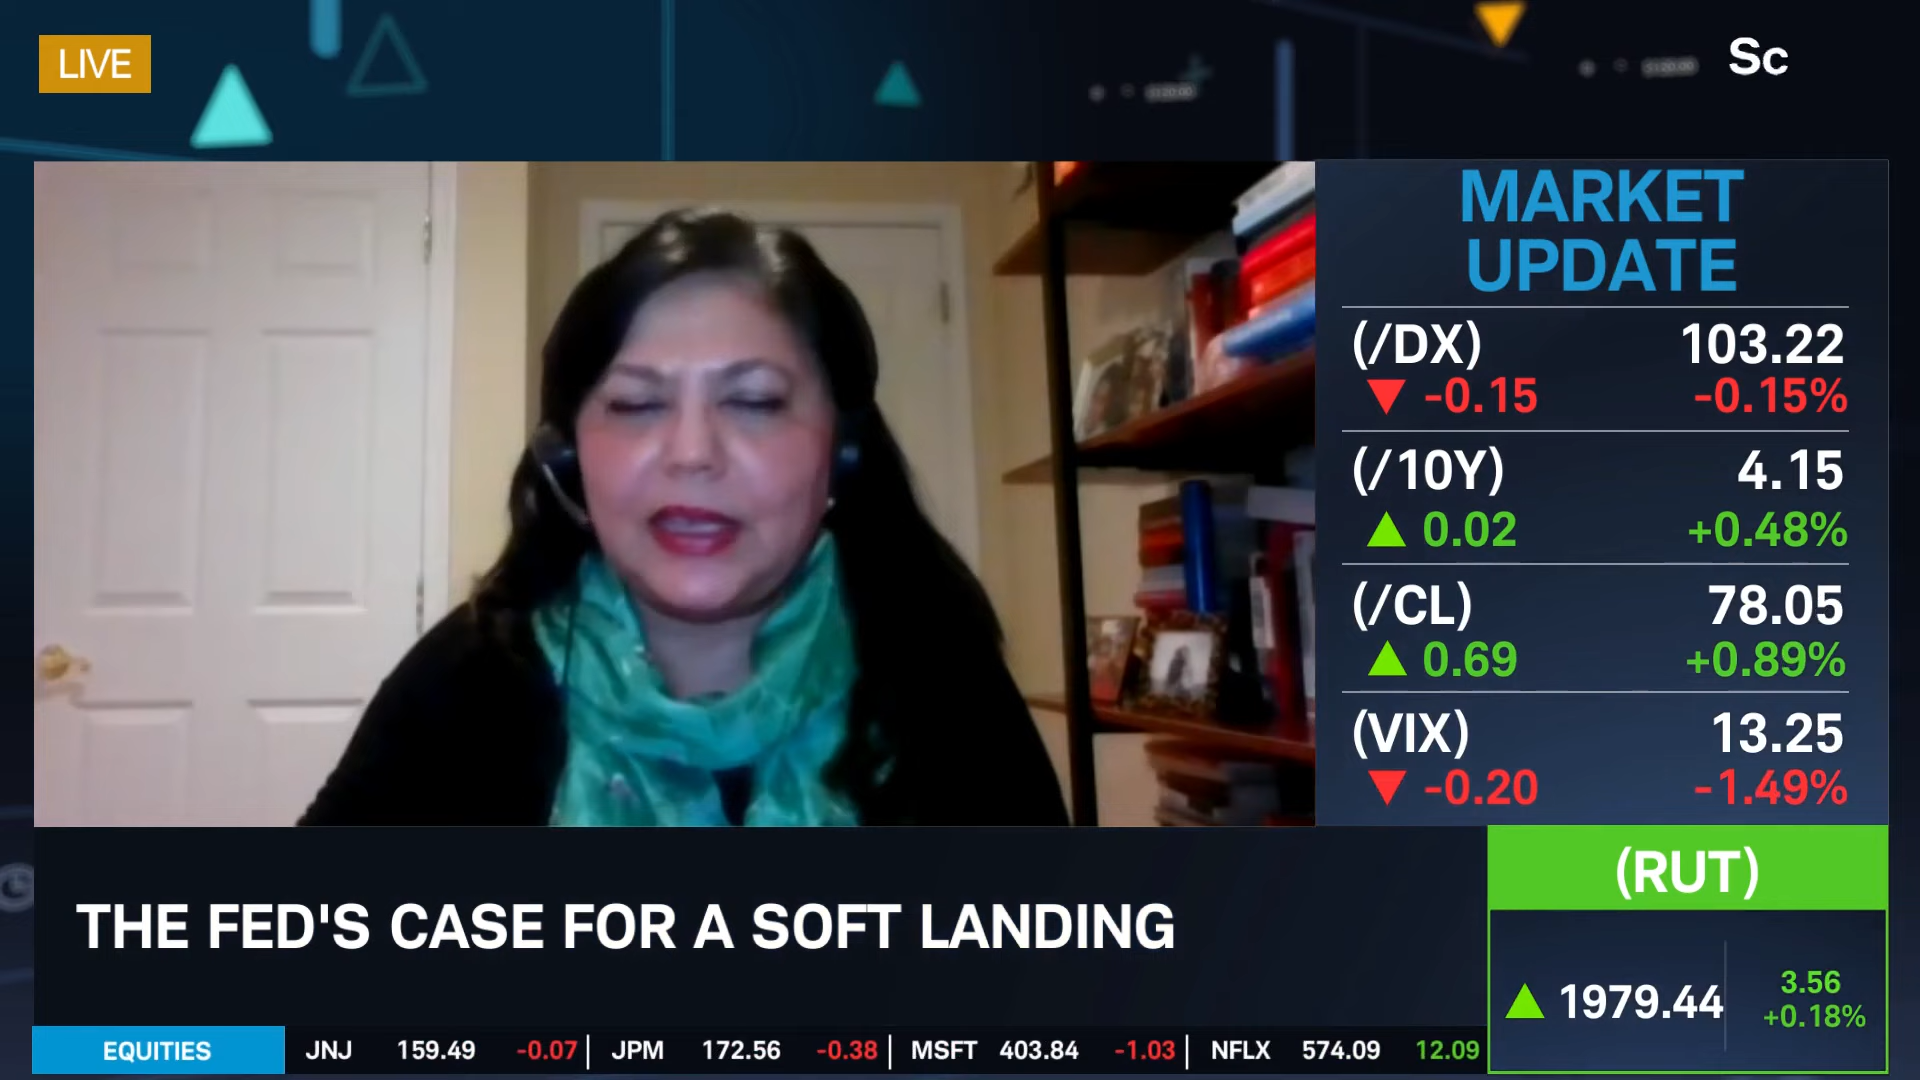 LIVE
Sc
MARKET
UPDATE
(/DX) 103.22
-0.15 -0.15%
(/10Y) 4.15
0.02 +0.48%
(/CL) 78.05
0.69 +0.89%
(VIX) 13.25
-0.20 -1.49%
(RUT)
1979.44 3.56
+0.18%
THE FED'S CASE FOR A SOFT LANDING
EQUITIES JNJ 159.49 -0.07 JPM 172.56 -0.38 MSFT 403.84 -1.03 NFLX 574.09 12.09